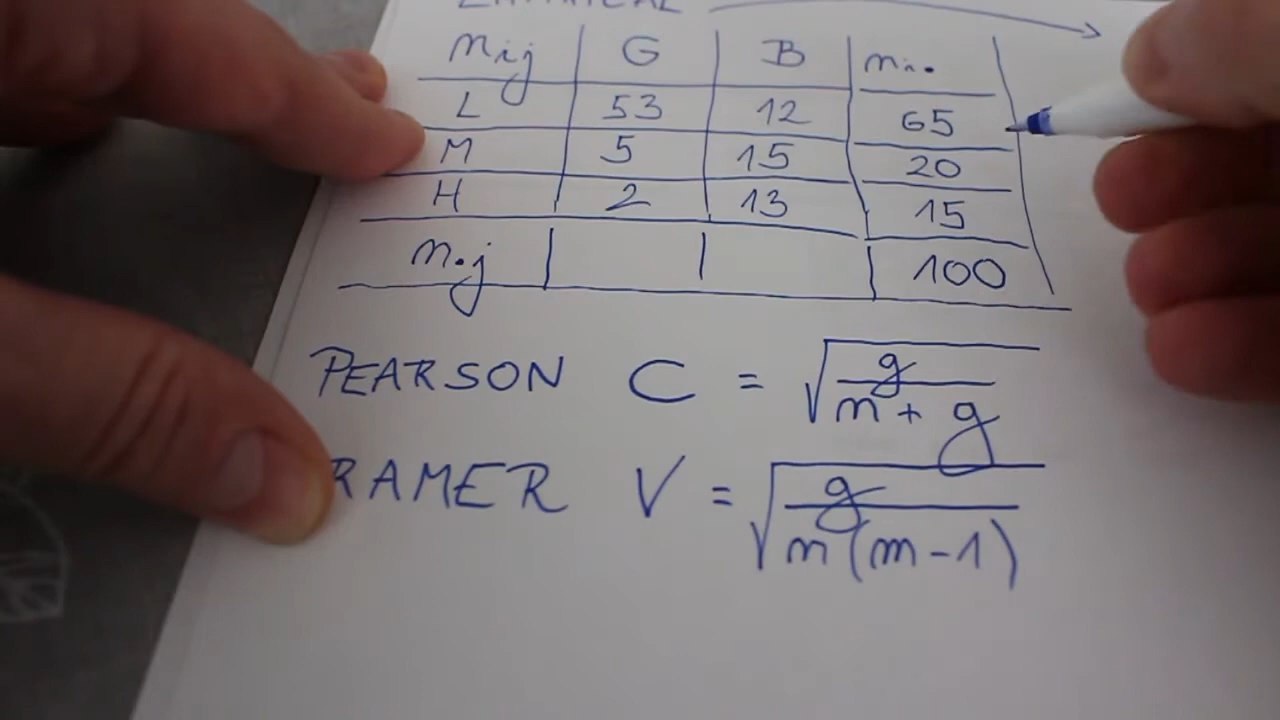 nij G B ni.
L 53 12 65
M 5 15 20
H 2 13 15
n.j 100
PEARSON C = √ g / n + g
RAMER V = √ g / n (m - 1)